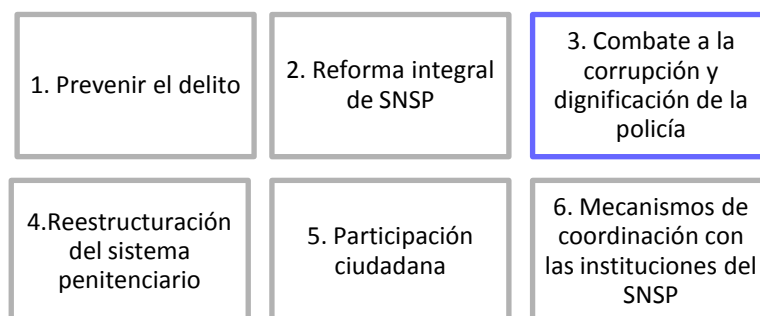 1. Prevenir el delito
2. Reforma integral
de SNSP
3. Combate a la
corrupción y
dignificación de la
policía
4.Reestructuración
del sistema
penitenciario
5. Participación
ciudadana
6. Mecanismos de
coordinación con
las instituciones del
SNSP